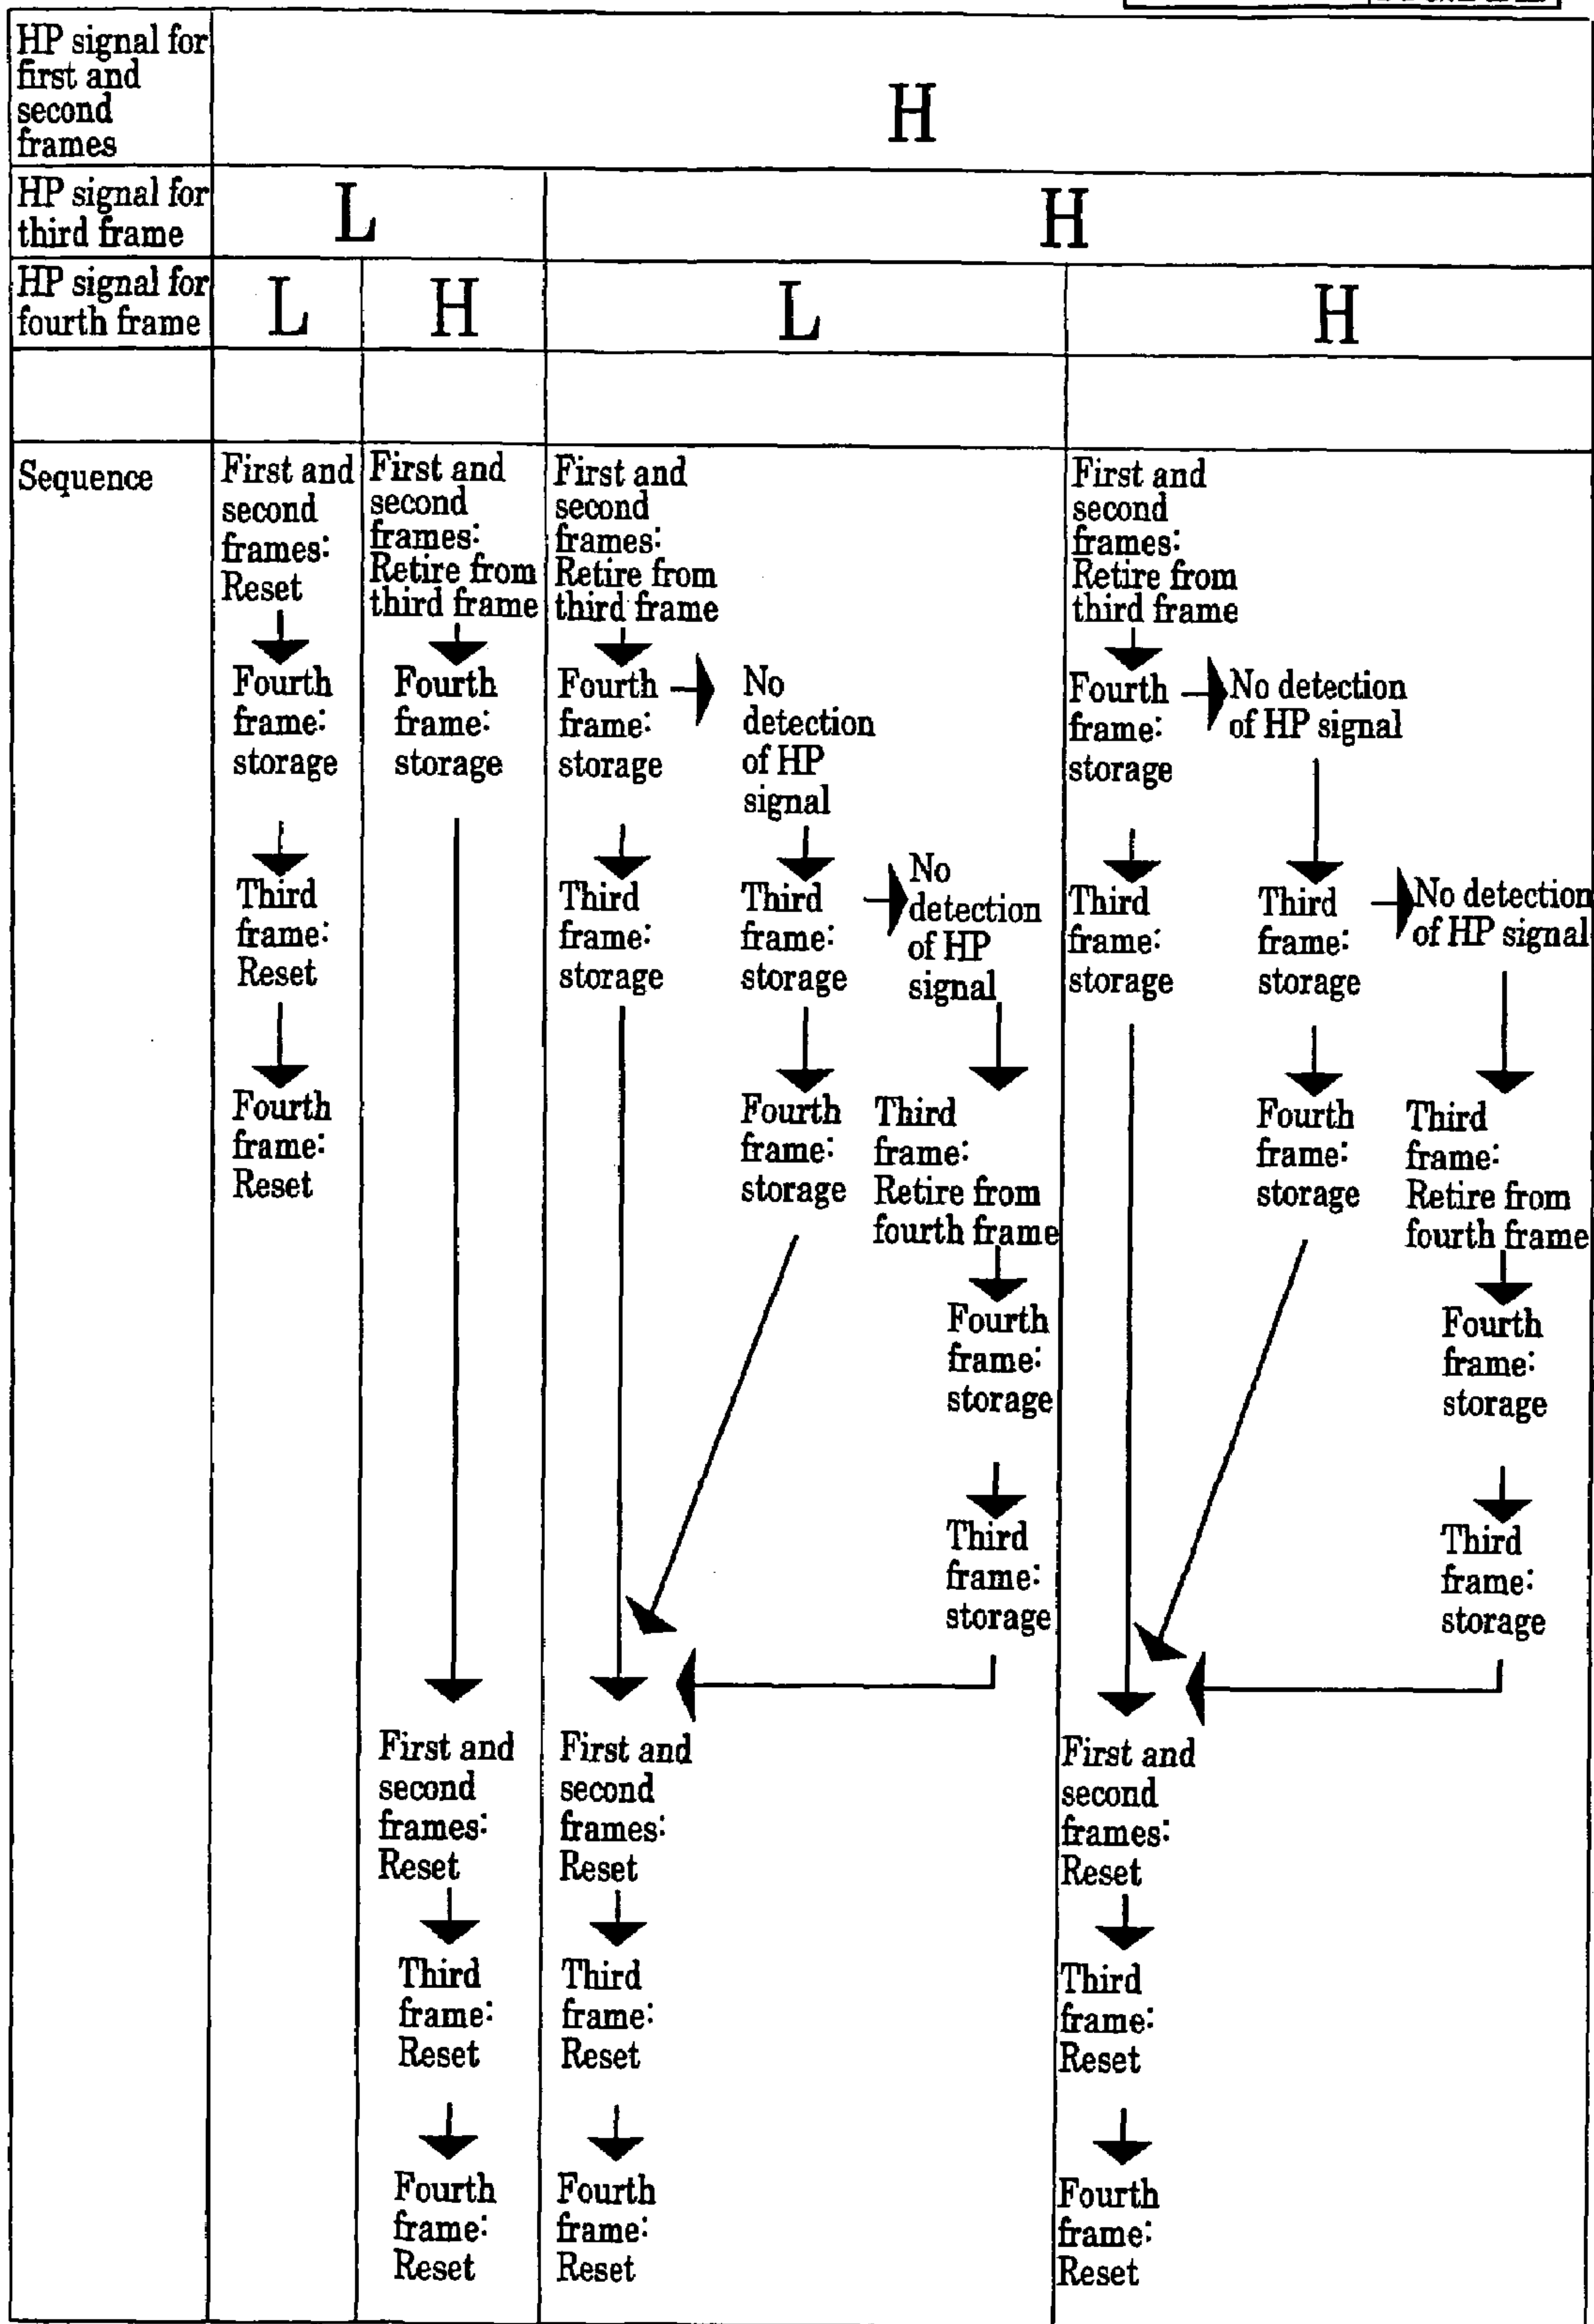 HP signal for
first and
second
frames
H
HP signal for
third frame
L
H
HP signal for
fourth frame
L
H
L
H
Sequence
First and
second
frames:
Reset
Fourth
frame:
storage
Third
frame:
Reset
Fourth
frame:
Reset
First and
second
frames:
Retire from
third frame
Fourth
frame:
storage
First and
second
frames:
Reset
Third
frame:
Reset
Fourth
frame:
Reset
First and
second
frames:
Retire from
third frame
Fourth
frame:
storage
Third
frame:
storage
No
detection
of HP
signal
Third
frame:
storage
Fourth
frame:
storage
No
detection
of HP
signal
Third
frame:
Retire from
fourth frame
Fourth
frame:
storage
Third
frame:
storage
First and
second
frames:
Reset
Third
frame:
Reset
Fourth
frame:
Reset
First and
second
frames:
Retire from
third frame
Fourth
frame:
storage
Third
frame:
storage
No detection
of HP signal
Third
frame:
storage
Fourth
frame:
storage
No detection
of HP signal
Third
frame:
Retire from
fourth frame
Fourth
frame:
storage
Third
frame:
storage
First and
second
frames:
Reset
Third
frame:
Reset
Fourth
frame:
Reset